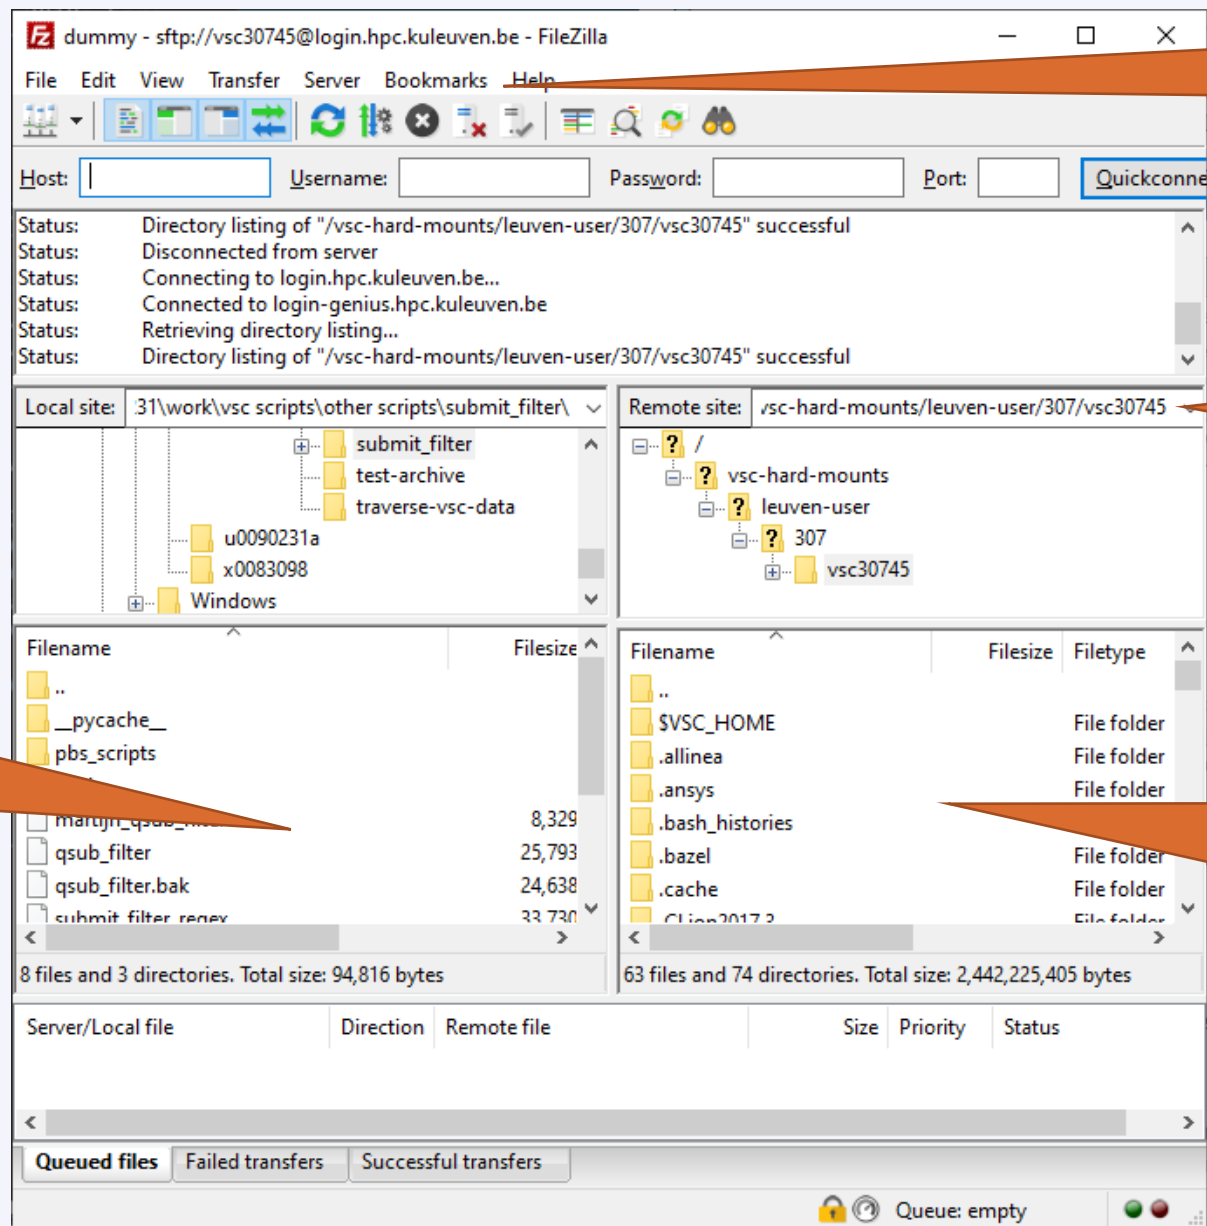 dummy - sftp://vsc30745@login.hpc.kuleuven.be - FileZilla
File Edit View Transfer Server Bookmarks Help
Host: Username: Password: Port: Quickconne
Status: Directory listing of "/vsc-hard-mounts/leuven-user/307/vsc30745" successful
Status: Disconnected from server
Status: Connecting to login.hpc.kuleuven.be...
Status: Connected to login-genius.hpc.kuleuven.be
Status: Retrieving directory listing...
Status: Directory listing of "/vsc-hard-mounts/leuven-user/307/vsc30745" successful
Local site: :31\work\vsc scripts\other scripts\submit_filter\
submit_filter
test-archive
traverse-vsc-data
u0090231a
x0083098
Windows
Remote site: /sc-hard-mounts/leuven-user/307/vsc30745
/
vsc-hard-mounts
leuven-user
307
vsc30745
Filename Filesize
..
__pycache__
pbs_scripts
8,329
qsub_filter 25,793
qsub_filter.bak 24,638
submit_filter_regex 33,730
8 files and 3 directories. Total size: 94,816 bytes
Filename Filesize Filetype
..
$VSC_HOME File folder
.allinea File folder
.ansys File folder
.bash_histories
.bazel File folder
.cache File folder
.CLion2017.3 File folder
63 files and 74 directories. Total size: 2,442,225,405 bytes
Server/Local file Direction Remote file Size Priority Status
Queued files Failed transfers Successful transfers
Queue: empty